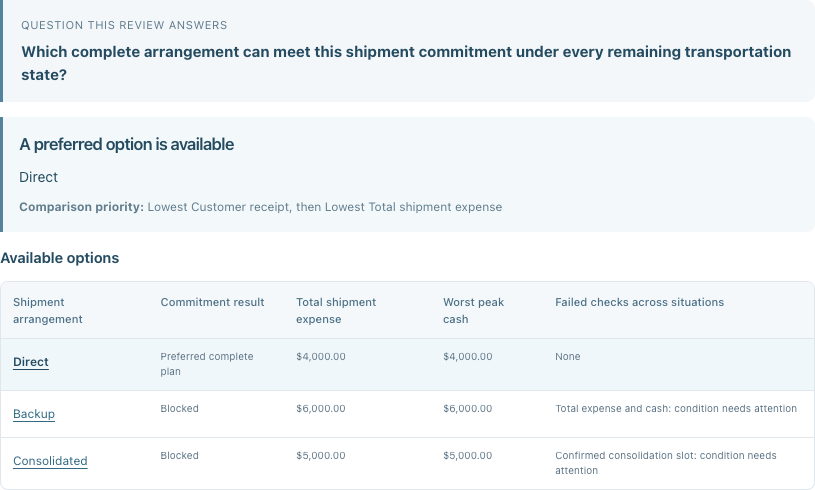 QUESTION THIS REVIEW ANSWERS
Which complete arrangement can meet this shipment commitment under every remaining transportation
state?
A preferred option is available
Direct
Comparison priority: Lowest Customer receipt, then Lowest Total shipment expense
Available options
Shipment arrangement	Commitment result	Total shipment expense	Worst peak cash	Failed checks across situations
Direct	Preferred complete plan	$4,000.00	$4,000.00	None
Backup	Blocked	$6,000.00	$6,000.00	Total expense and cash: condition needs attention
Consolidated	Blocked	$5,000.00	$5,000.00	Confirmed consolidation slot: condition needs attention